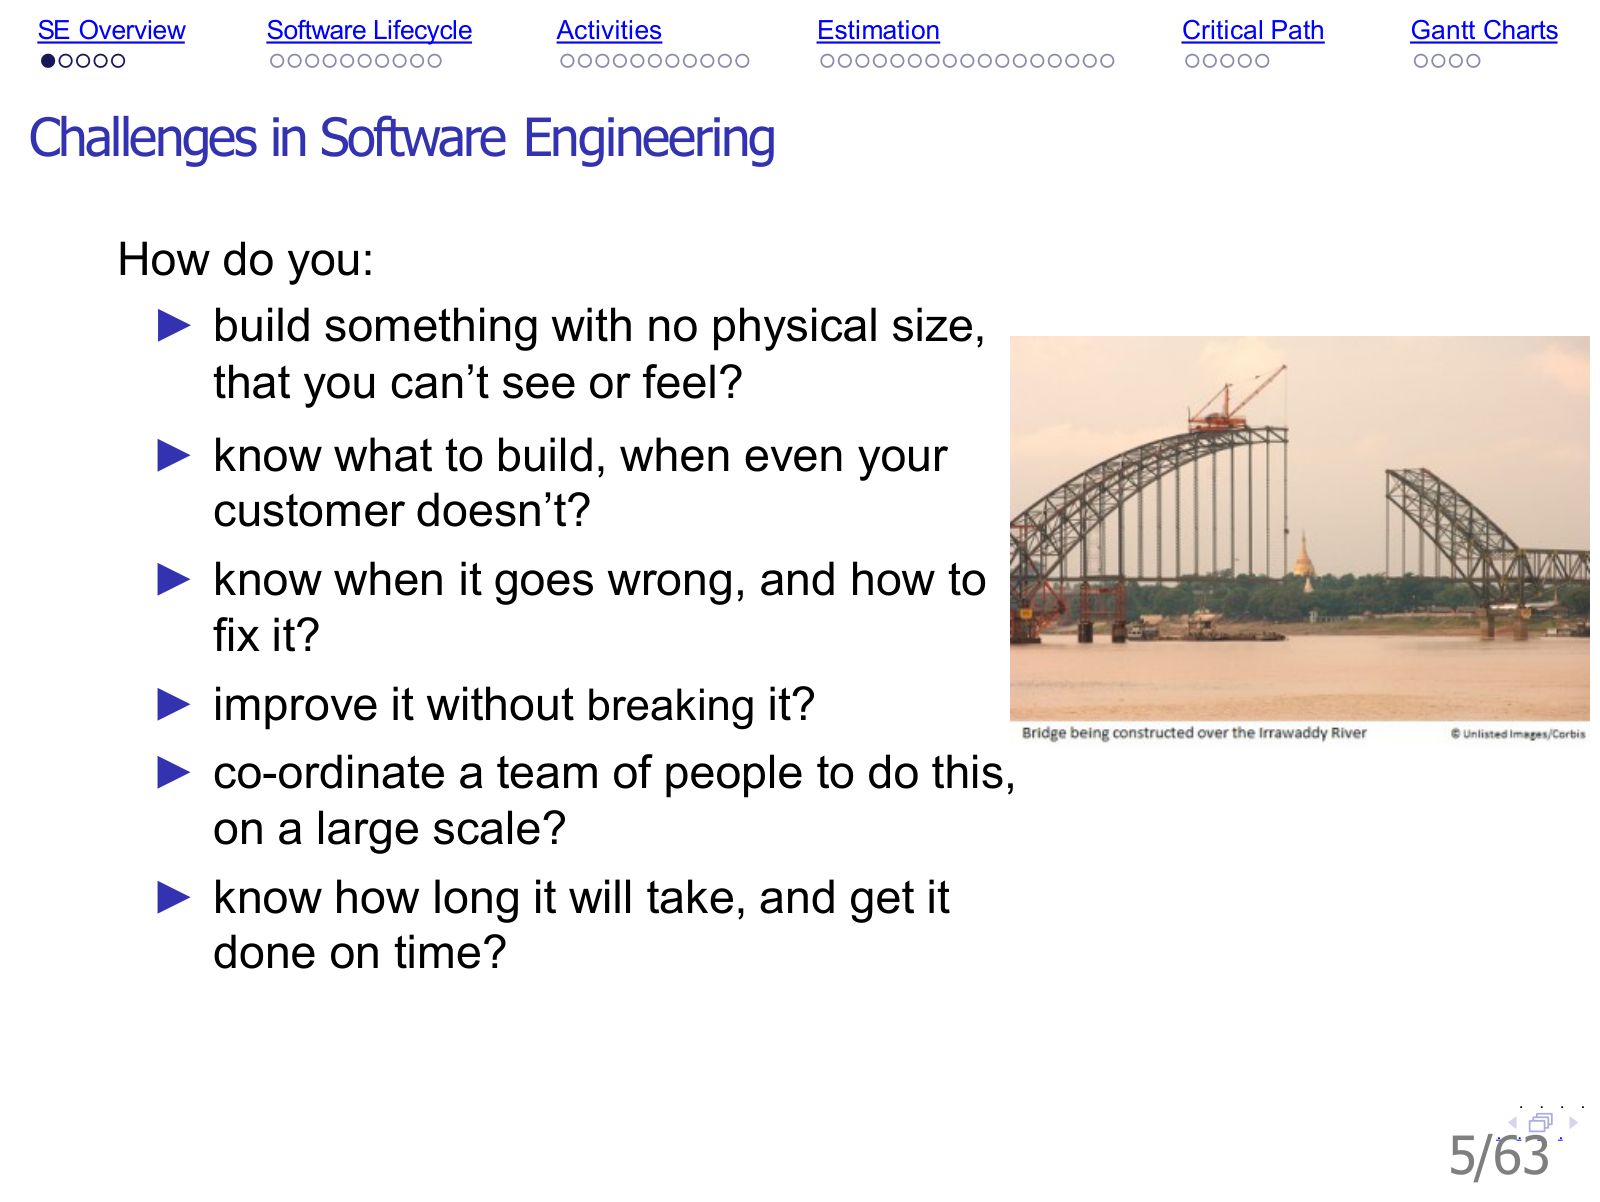 SE Overview Software Lifecycle Activities Estimation Critical Path Gantt Charts
Challenges in Software Engineering
How do you:
► build something with no physical size,
that you can’t see or feel?
► know what to build, when even your
customer doesn’t?
► know when it goes wrong, and how to
fix it?
► improve it without breaking it?
► co-ordinate a team of people to do this,
on a large scale?
► know how long it will take, and get it
done on time?
Bridge being constructed over the Irrawaddy River © Unlisted Images/Corbis
5/63